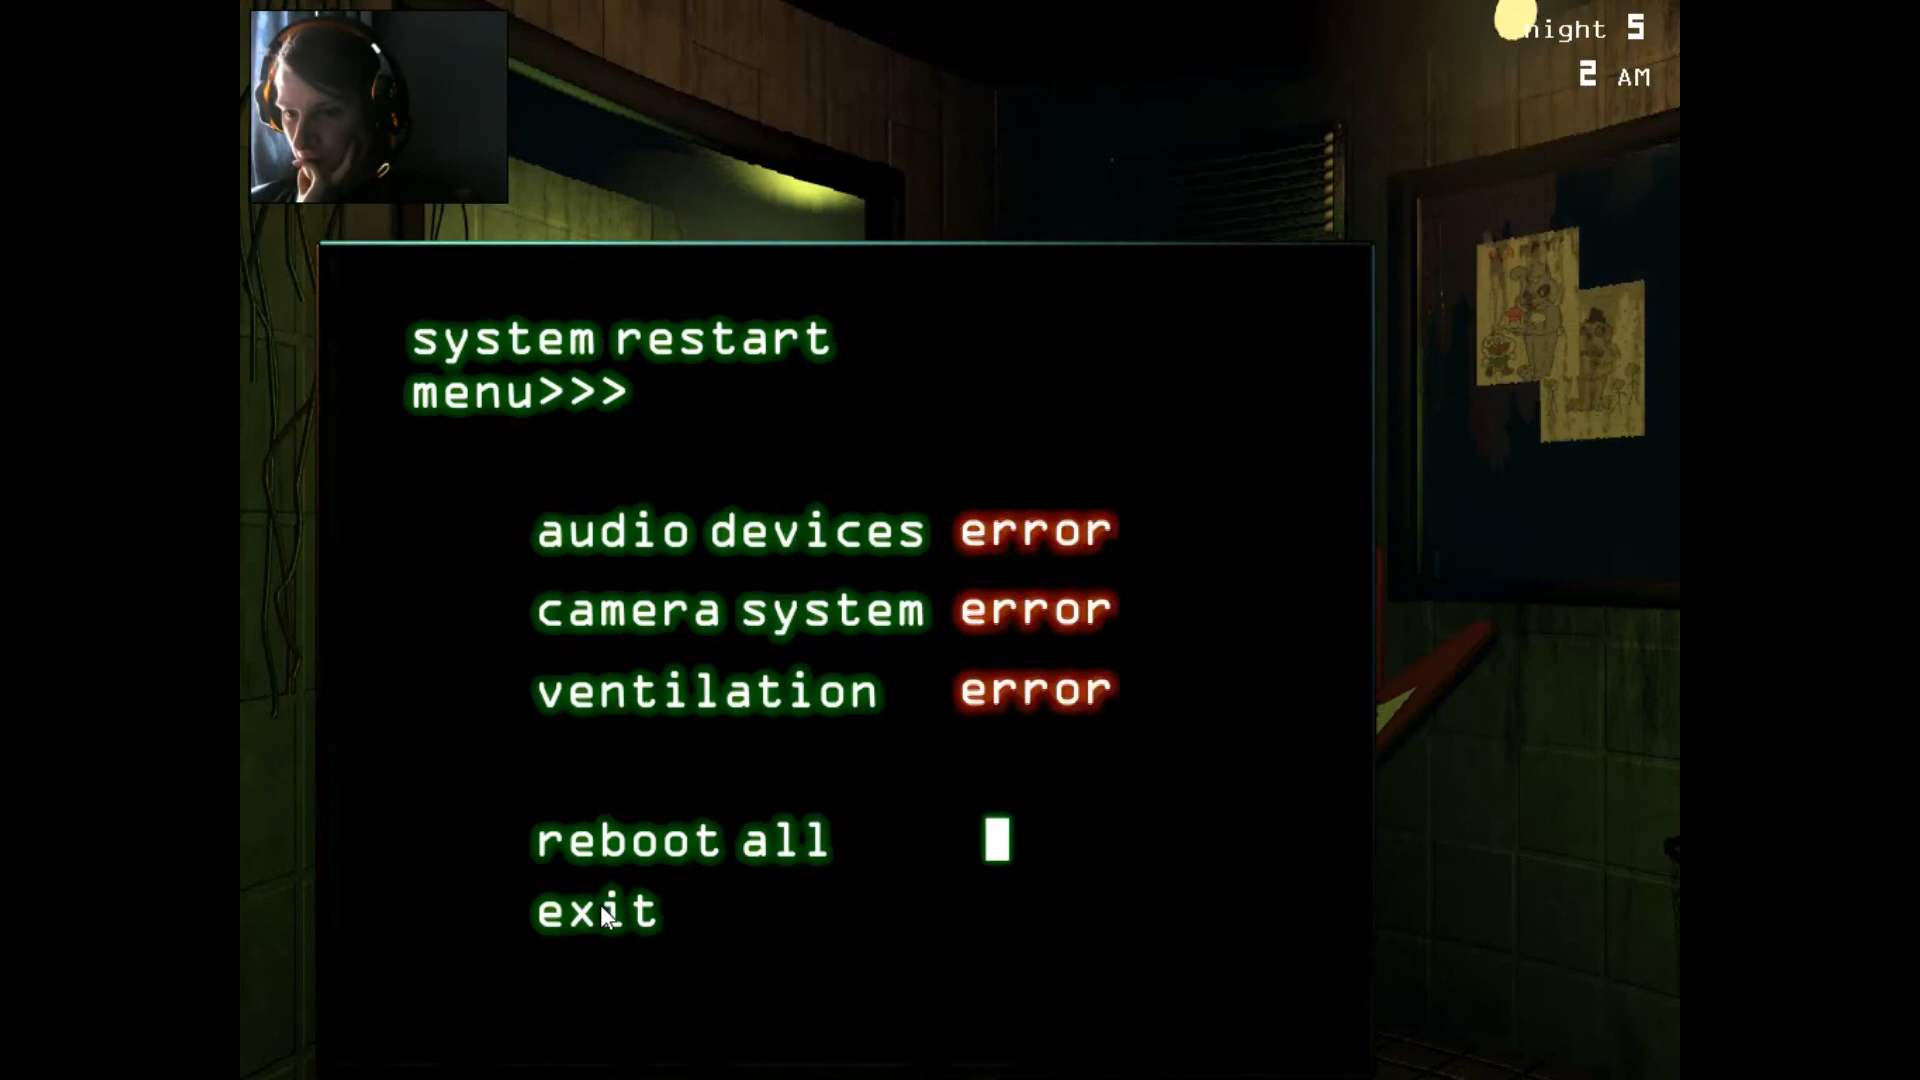 night 5
2 AM
system restart
menu>>>
audio devices error
camera system error
ventilation error
reboot all
exit